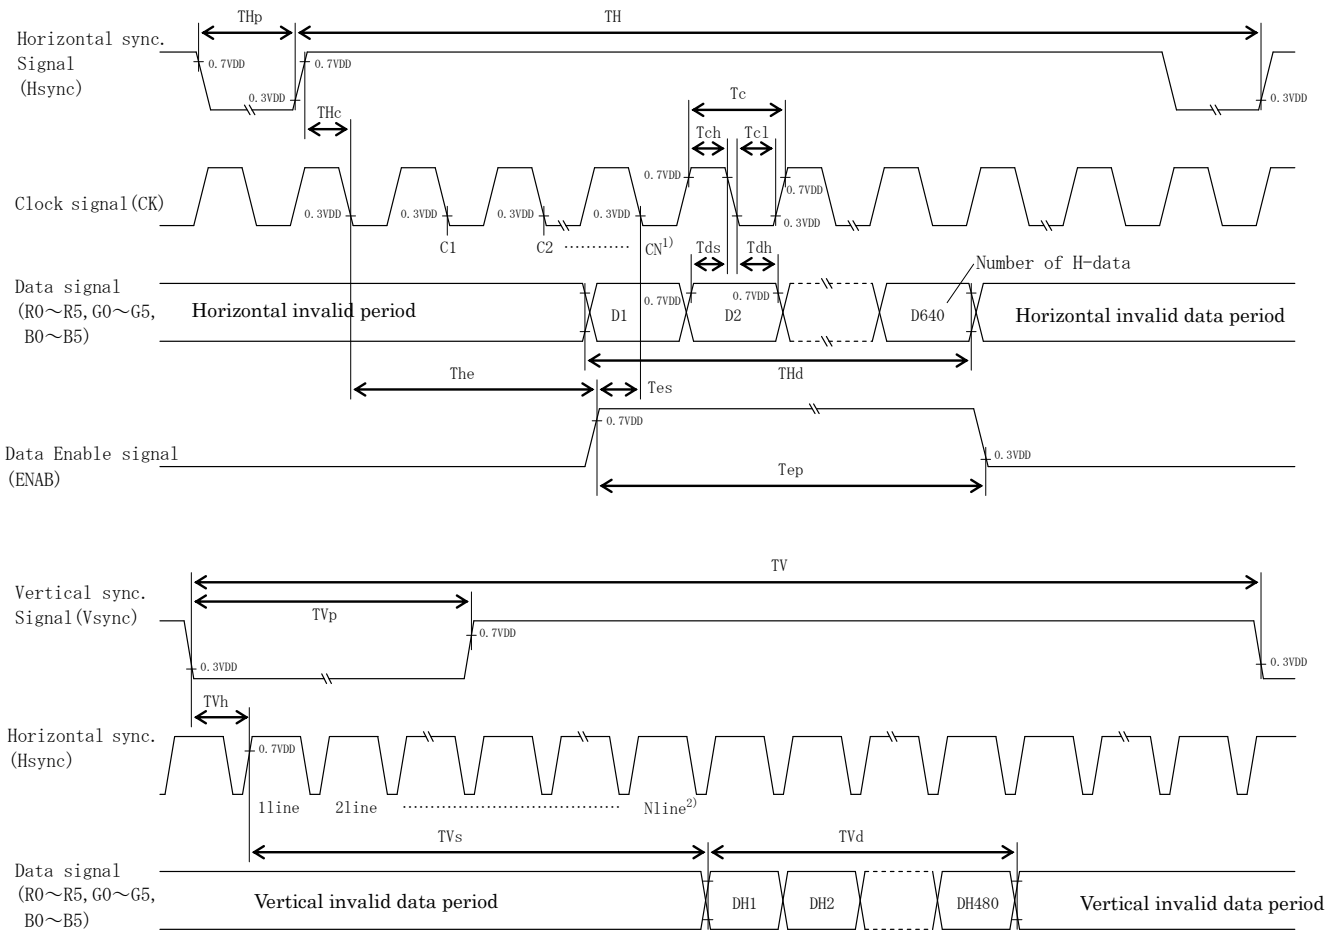 THp
TH
Horizontal sync.
Signal
(Hsync)
0.7VDD
0.7VDD
0.3VDD
0.3VDD
THc
Tc
Tch
Tcl
Clock signal(CK)
0.7VDD
0.7VDD
0.3VDD
0.3VDD
0.3VDD
0.3VDD
0.3VDD
C1
C2 ············
CN1)
Tds
Tdh
Number of H-data
Data signal
(R0~R5,G0~G5,
B0~B5)
Horizontal invalid period
0.7VDD
0.7VDD
D1
D2
D640
Horizontal invalid data period
The
Tes
THd
0.7VDD
Data Enable signal
(ENAB)
0.3VDD
Tep
TV
Vertical sync.
Signal(Vsync)
TVp
0.7VDD
0.3VDD
0.3VDD
TVh
Horizontal sync.
(Hsync)
0.7VDD
1line
2line ········································
Nline2)
TVs
TVd
Data signal
(R0~R5,G0~G5,
B0~B5)
Vertical invalid data period
DH1
DH2
DH480
Vertical invalid data period